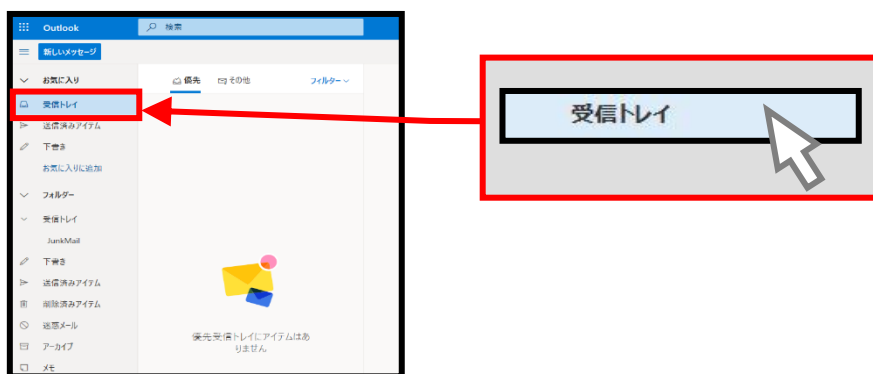 Outlook
検索
新しいメッセージ
お気に入り
優先
その他
フィルター
受信トレイ
送信済みアイテム
下書き
お気に入りに追加
フォルダー
受信トレイ
JunkMail
下書き
送信済みアイテム
削除済みアイテム
迷惑メール
アーカイブ
メモ
優先受信トレイにアイテムはあ
りません
受信トレイ